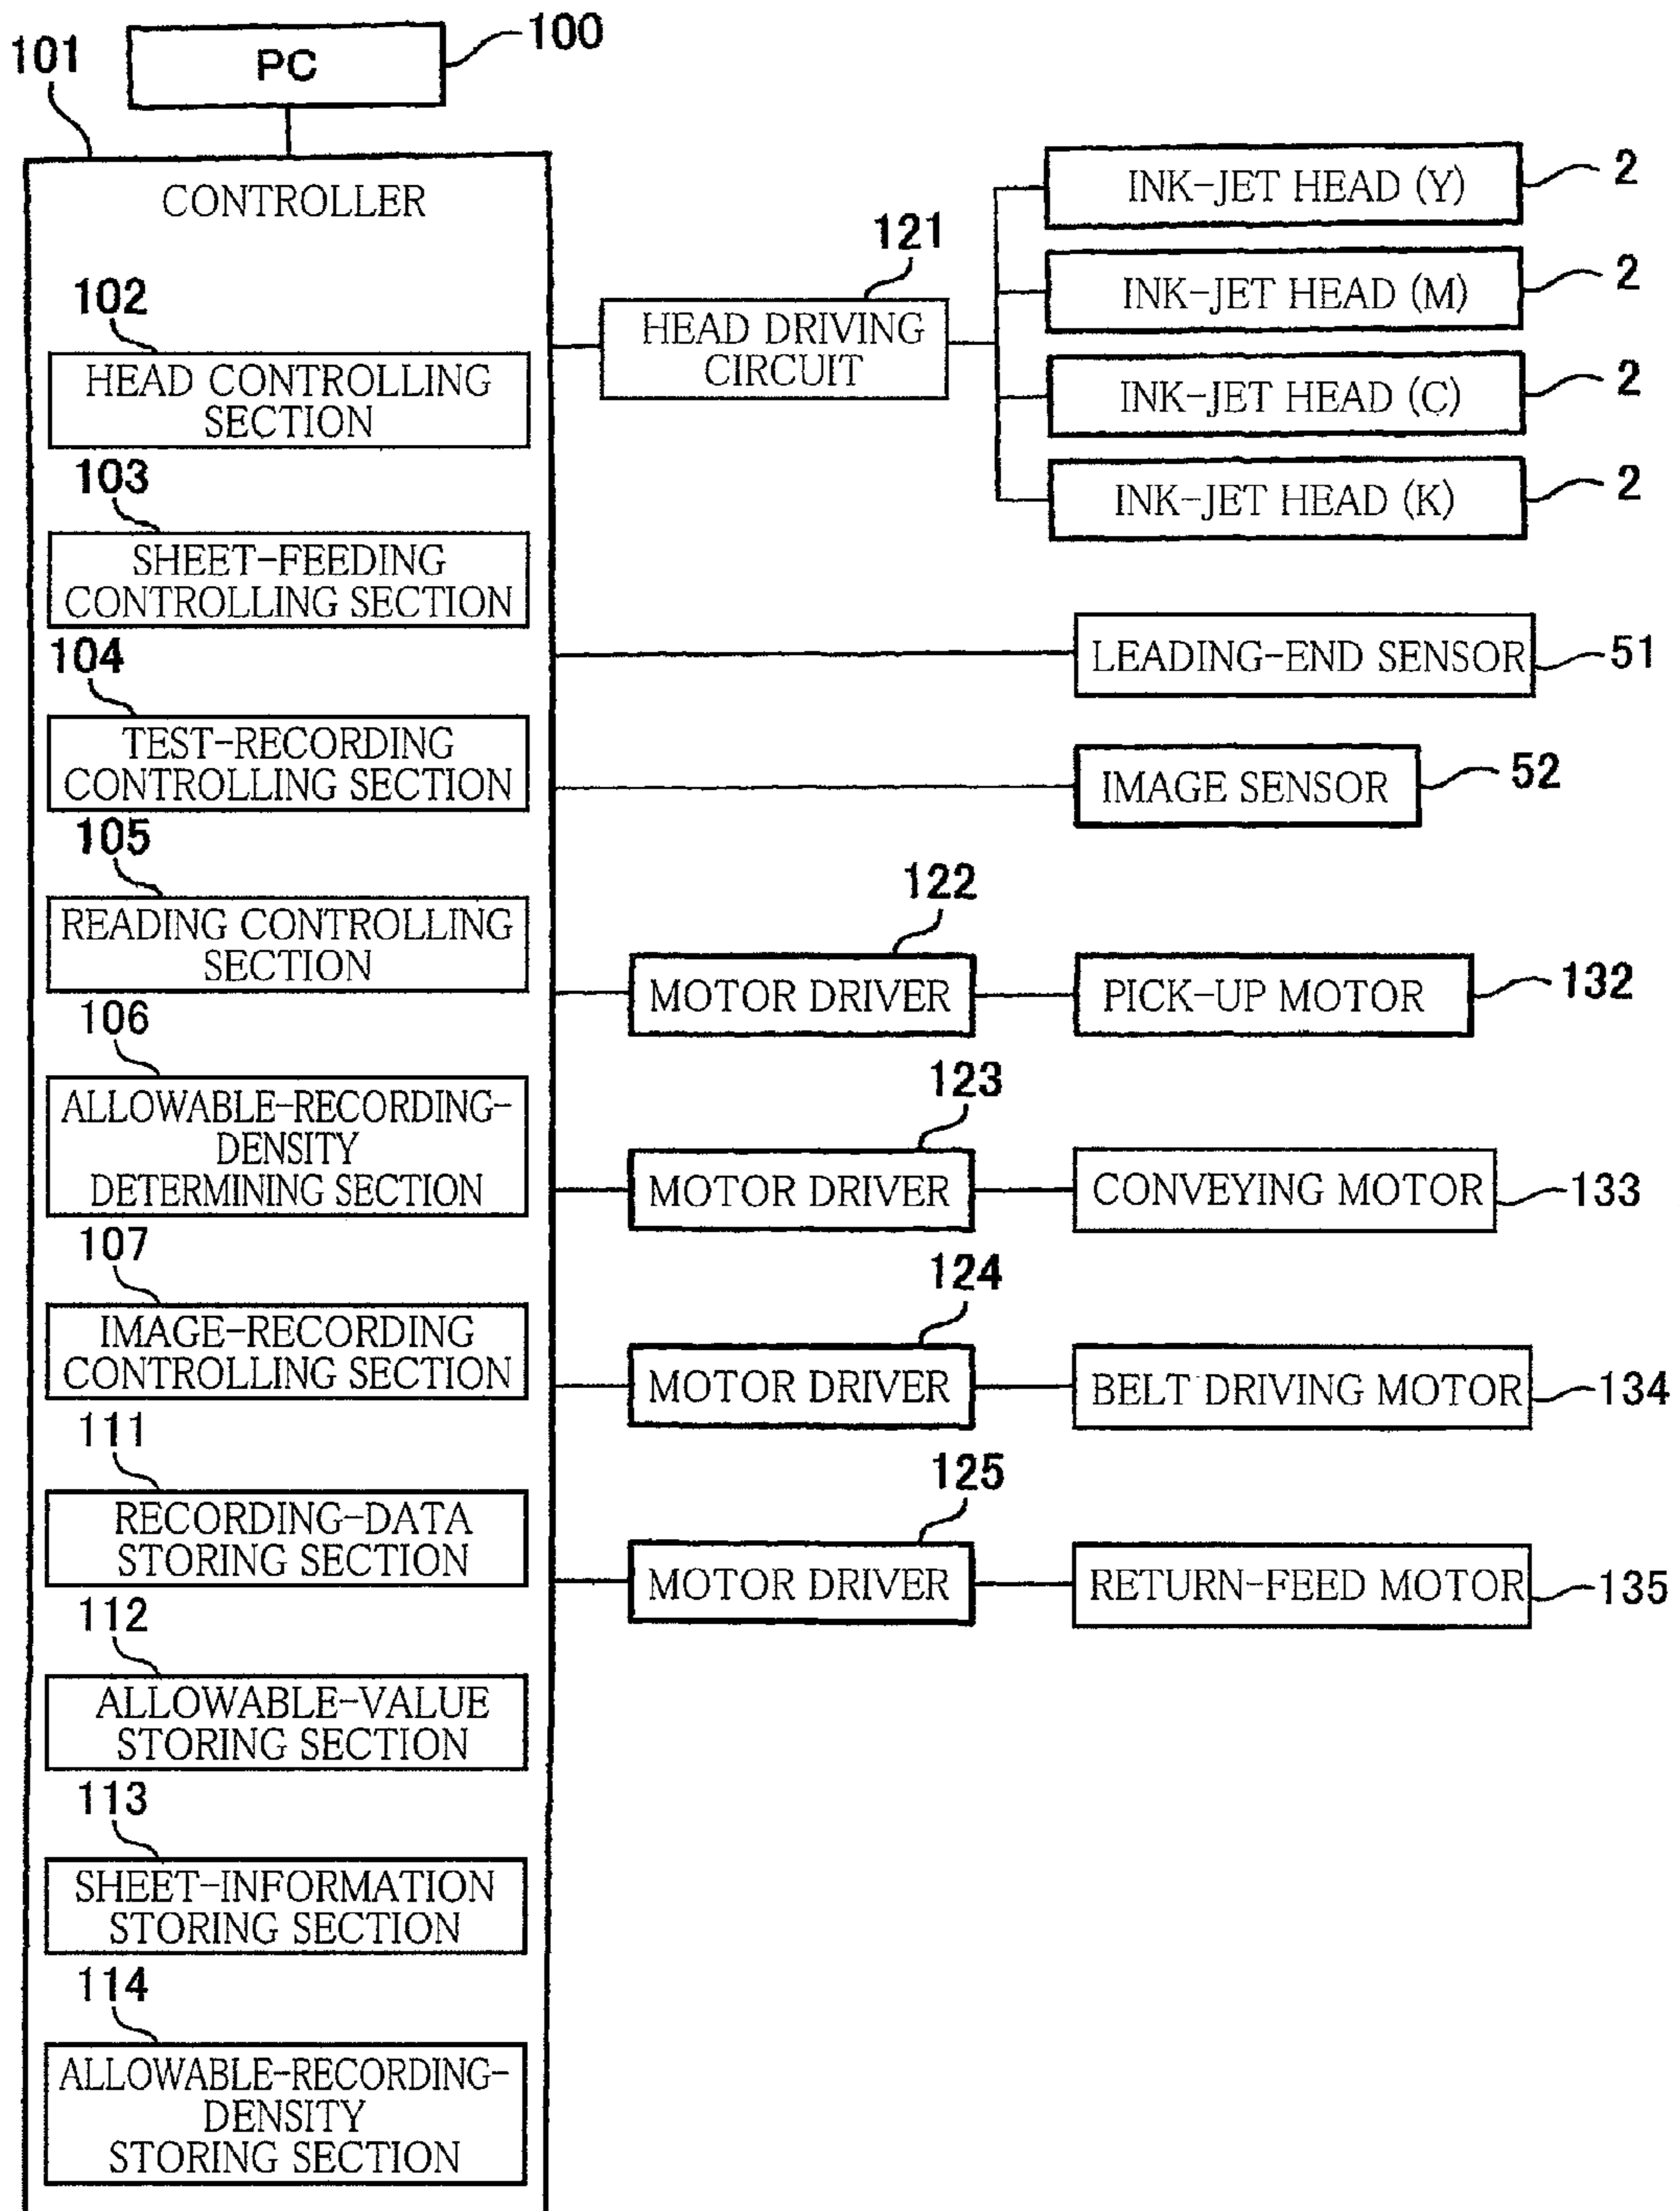 100
PC
101
CONTROLLER
102
HEAD CONTROLLING
SECTION
103
SHEET-FEEDING
CONTROLLING SECTION
104
TEST-RECORDING
CONTROLLING SECTION
105
READING CONTROLLING
SECTION
106
ALLOWABLE-RECORDING-
DENSITY
DETERMINING SECTION
107
IMAGE-RECORDING
CONTROLLING SECTION
111
RECORDING-DATA
STORING SECTION
112
ALLOWABLE-VALUE
STORING SECTION
113
SHEET-INFORMATION
STORING SECTION
114
ALLOWABLE-RECORDING-
DENSITY
STORING SECTION
121
HEAD DRIVING
CIRCUIT
INK-JET HEAD (Y)
2
INK-JET HEAD (M)
2
INK-JET HEAD (C)
2
INK-JET HEAD (K)
2
LEADING-END SENSOR
51
IMAGE SENSOR
52
122
MOTOR DRIVER
PICK-UP MOTOR
132
123
MOTOR DRIVER
CONVEYING MOTOR
133
124
MOTOR DRIVER
BELT DRIVING MOTOR
134
125
MOTOR DRIVER
RETURN-FEED MOTOR
135